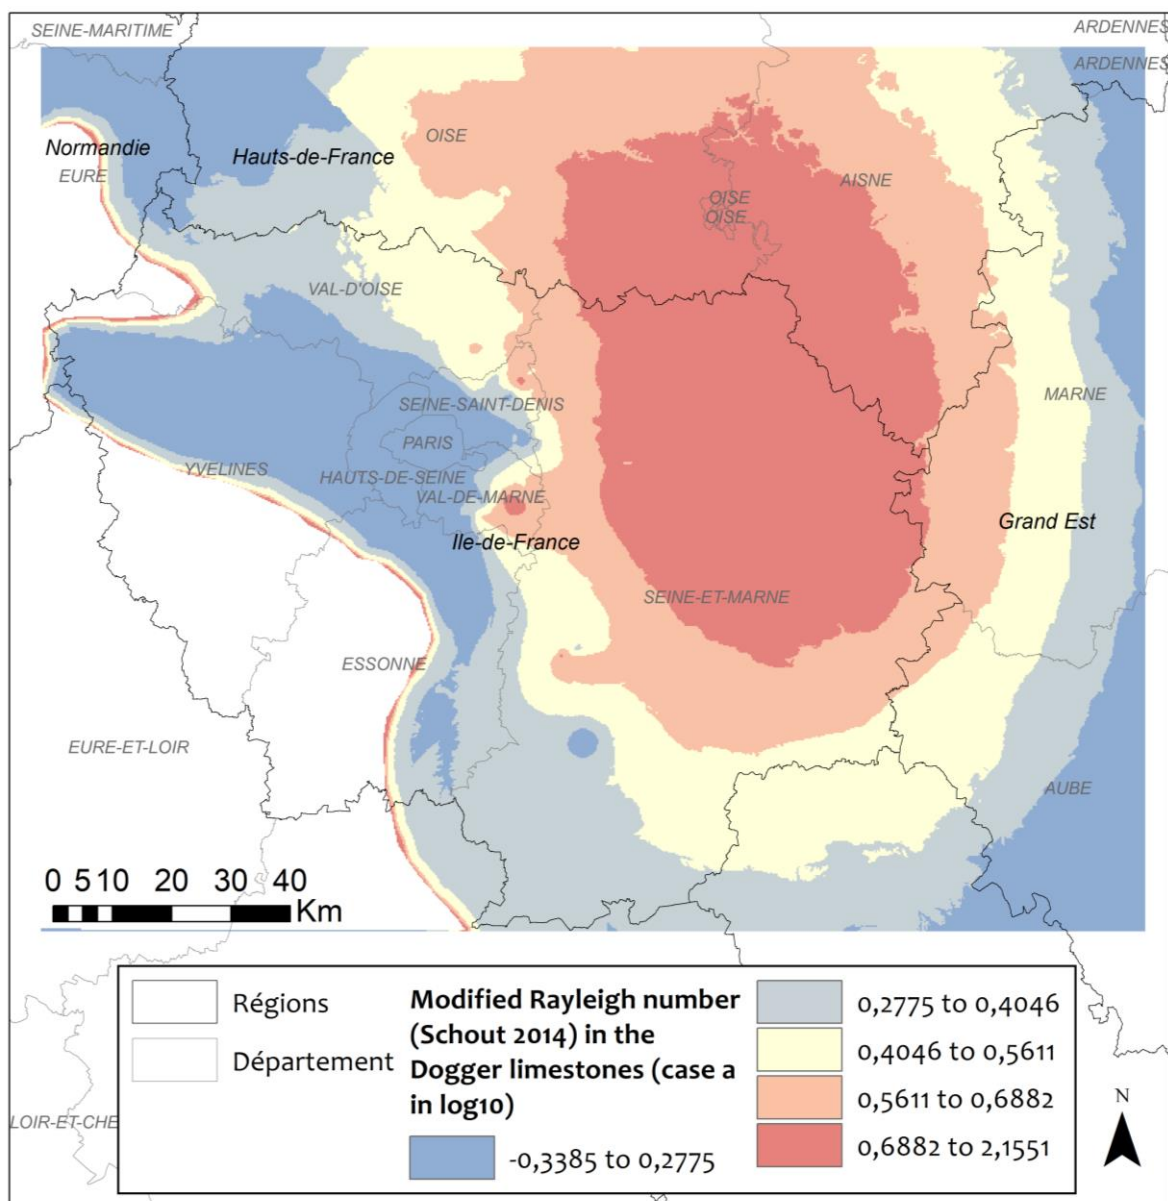 SEINE-MARITIME
ARDENNES
ARDENNES
Normandie
EURE
Hauts-de-France
OISE
AISNE
OISE
OISE
VAL-D'OISE
MARNE
SEINE-SAINT-DENIS
PARIS
YVELINES
HAUTS-DE-SEINE
VAL-DE-MARNE
Ile-de-France
Grand Est
SEINE-ET-MARNE
ESSONNE
EURE-ET-LOIR
AUBE
0 5 10 20 30 40
Km
LOIR-ET-CHE
Régions
Département
Modified Rayleigh number
(Schout 2014) in the
Dogger limestones (case a
in log10)
-0,3385 to 0,2775
0,2775 to 0,4046
0,4046 to 0,5611
0,5611 to 0,6882
0,6882 to 2,1551
N